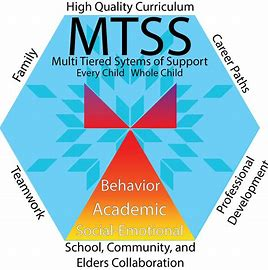 High Quality Curriculum
MTSS
Multi Tiered Sytems of Support
Every Child Whole Child
Family
Career Paths
Behavior
Academic
Social-Emotional
Teamwork
Professional
Development
School, Community, and
Elders Collaboration